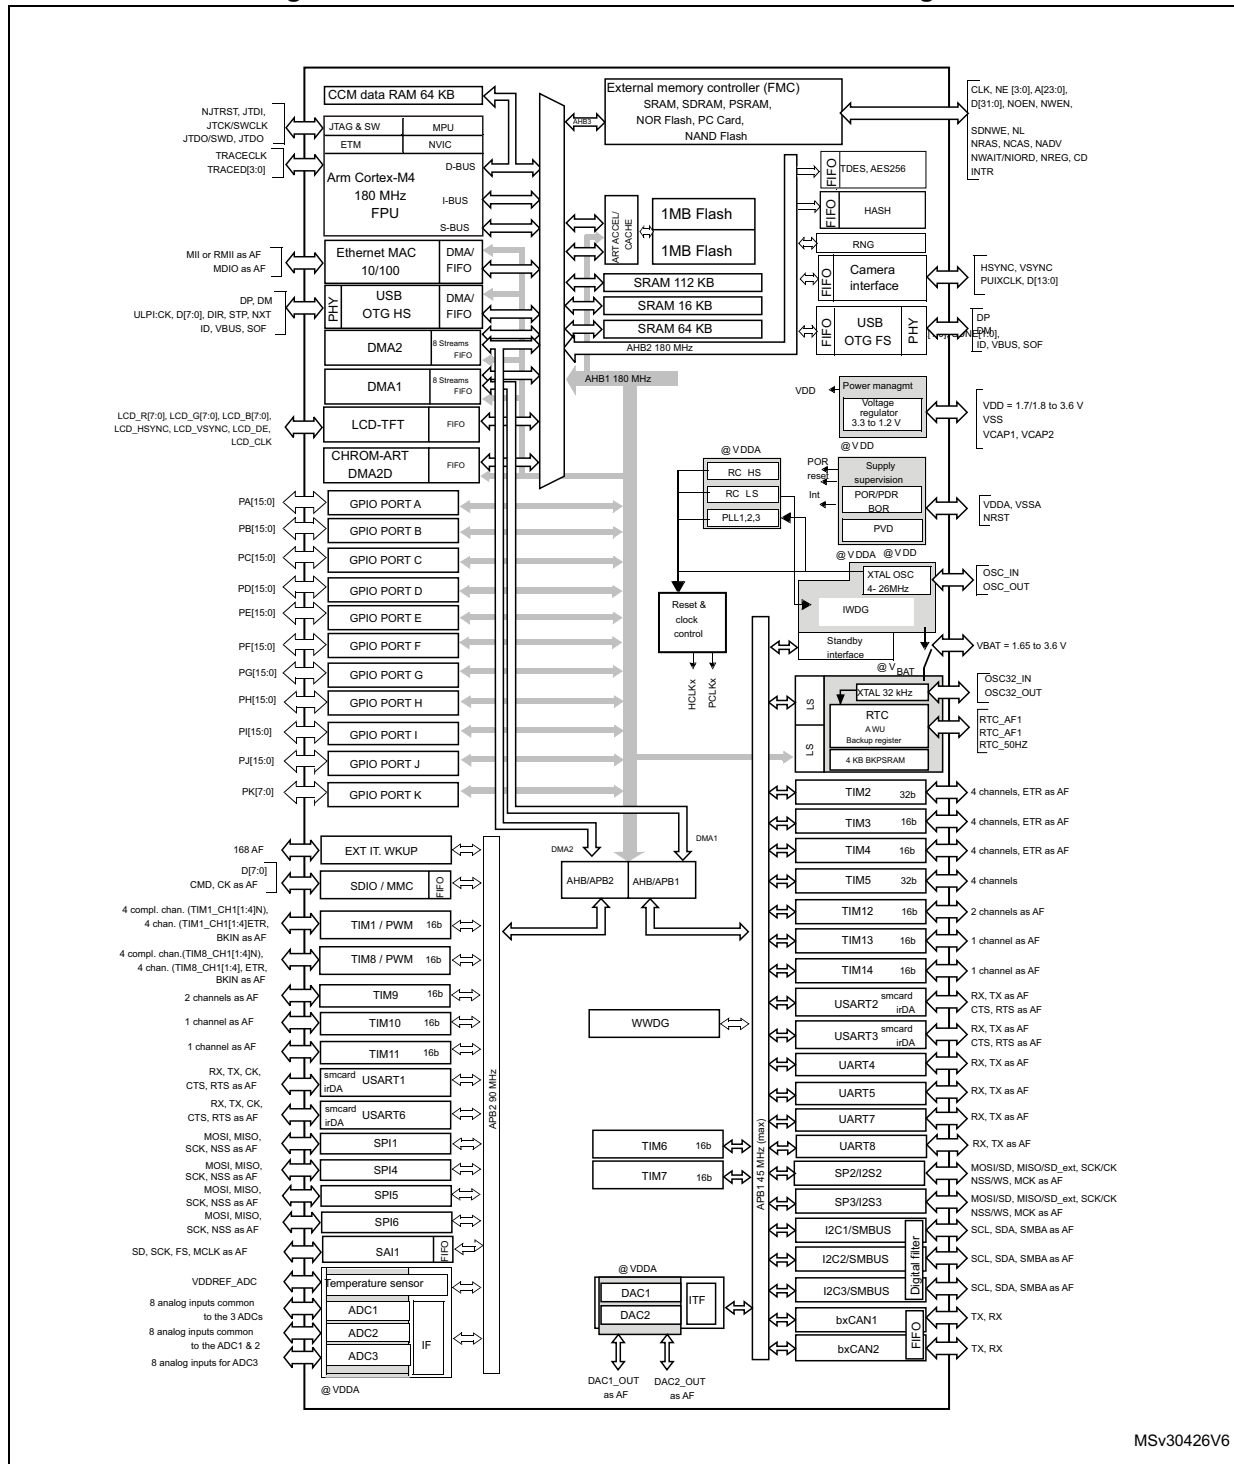 CCM data RAM 64 KB
External memory controller (FMC)
SRAM, SDRAM, PSRAM,
NOR Flash, PC Card,
NAND Flash
CLK, NE [3:0], A[23:0],
D[31:0], NOEN, NWEN,
SDNWE, NL
NRAS, NCAS, NADV
NWAIT/NIORD, NREG, CD
INTR
AHB3
NJTRST, JTDI,
JTCK/SWCLK
JTDO/SWD, JTDO
TRACECLK
TRACED[3:0]
JTAG & SW
MPU
ETM
NVIC
Arm Cortex-M4
180 MHz
FPU
D-BUS
I-BUS
S-BUS
ART ACCEL/
CACHE
1MB Flash
1MB Flash
SRAM 112 KB
SRAM 16 KB
SRAM 64 KB
AHB2 180 MHz
AHB1 180 MHz
FIFO
TDES, AES256
FIFO
HASH
RNG
FIFO
Camera
interface
HSYNC, VSYNC
PUIXCLK, D[13:0]
FIFO
USB
OTG FS
PHY
DP
DM
ID, VBUS, SOF
MII or RMII as AF
MDIO as AF
Ethernet MAC
10/100
DMA/
FIFO
DP, DM
ULPI:CK, D[7:0], DIR, STP, NXT
ID, VBUS, SOF
PHY
USB
OTG HS
DMA/
FIFO
DMA2
8 Streams
FIFO
DMA1
8 Streams
FIFO
LCD_R[7:0], LCD_G[7:0], LCD_B[7:0],
LCD_HSYNC, LCD_VSYNC, LCD_DE,
LCD_CLK
LCD-TFT
FIFO
CHROM-ART
DMA2D
FIFO
VDD
Power managmt
Voltage
regulator
3.3 to 1.2 V
@VDD
VDD = 1.7/1.8 to 3.6 V
VSS
VCAP1, VCAP2
@VDDA
RC HS
RC LS
PLL1,2,3
POR
reset
Int
Supply
supervision
POR/PDR
BOR
PVD
VDDA, VSSA
NRST
@VDDA
@VDD
XTAL OSC
4- 26MHz
OSC_IN
OSC_OUT
IWDG
Standby
interface
VBAT = 1.65 to 3.6 V
@VBAT
Reset &
clock
control
HCLKx
PCLKx
LS
LS
XTAL 32 kHz
RTC
AWU
Backup register
4 KB BKPSRAM
OSC32_IN
OSC32_OUT
RTC_AF1
RTC_AF1
RTC_50HZ
PA[15:0]
GPIO PORT A
PB[15:0]
GPIO PORT B
PC[15:0]
GPIO PORT C
PD[15:0]
GPIO PORT D
PE[15:0]
GPIO PORT E
PF[15:0]
GPIO PORT F
PG[15:0]
GPIO PORT G
PH[15:0]
GPIO PORT H
PI[15:0]
GPIO PORT I
PJ[15:0]
GPIO PORT J
PK[7:0]
GPIO PORT K
DMA2
DMA1
AHB/APB2
AHB/APB1
168 AF
EXT IT. WKUP
D[7:0]
CMD, CK as AF
SDIO / MMC
FIFO
4 compl. chan. (TIM1_CH1[1:4]N),
4 chan. (TIM1_CH1[1:4]ETR,
BKIN as AF
TIM1 / PWM
16b
4 compl. chan.(TIM8_CH1[1:4]N),
4 chan. (TIM8_CH1[1:4], ETR,
BKIN as AF
TIM8 / PWM
16b
2 channels as AF
TIM9
16b
1 channel as AF
TIM10
16b
1 channel as AF
TIM11
16b
RX, TX, CK,
CTS, RTS as AF
smcard
irDA
USART1
RX, TX, CK,
CTS, RTS as AF
smcard
irDA
USART6
MOSI, MISO,
SCK, NSS as AF
SPI1
MOSI, MISO,
SCK, NSS as AF
SPI4
MOSI, MISO,
SCK, NSS as AF
SPI5
MOSI, MISO,
SCK, NSS as AF
SPI6
SD, SCK, FS, MCLK as AF
SAI1
FIFO
VDDREF_ADC
Temperature sensor
8 analog inputs common
to the 3 ADCs
ADC1
8 analog inputs common
to the ADC1 & 2
ADC2
8 analog inputs for ADC3
ADC3
IF
@VDDA
APB2 90 MHz
WWDG
TIM6
16b
TIM7
16b
@VDDA
DAC1
DAC2
ITF
DAC1_OUT
as AF
DAC2_OUT
as AF
APB1 45 MHz (max)
TIM2
32b
4 channels, ETR as AF
TIM3
16b
4 channels, ETR as AF
TIM4
16b
4 channels, ETR as AF
TIM5
32b
4 channels
TIM12
16b
2 channels as AF
TIM13
16b
1 channel as AF
TIM14
16b
1 channel as AF
USART2
smcard
irDA
RX, TX as AF
CTS, RTS as AF
USART3
smcard
irDA
RX, TX as AF
CTS, RTS as AF
UART4
RX, TX as AF
UART5
RX, TX as AF
UART7
RX, TX as AF
UART8
RX, TX as AF
SP2/I2S2
MOSI/SD, MISO/SD_ext, SCK/CK
NSS/WS, MCK as AF
SP3/I2S3
MOSI/SD, MISO/SD_ext, SCK/CK
NSS/WS, MCK as AF
I2C1/SMBUS
SCL, SDA, SMBA as AF
I2C2/SMBUS
SCL, SDA, SMBA as AF
I2C3/SMBUS
SCL, SDA, SMBA as AF
Digital filter
bxCAN1
TX, RX
bxCAN2
TX, RX
FIFO
MSv30426V6